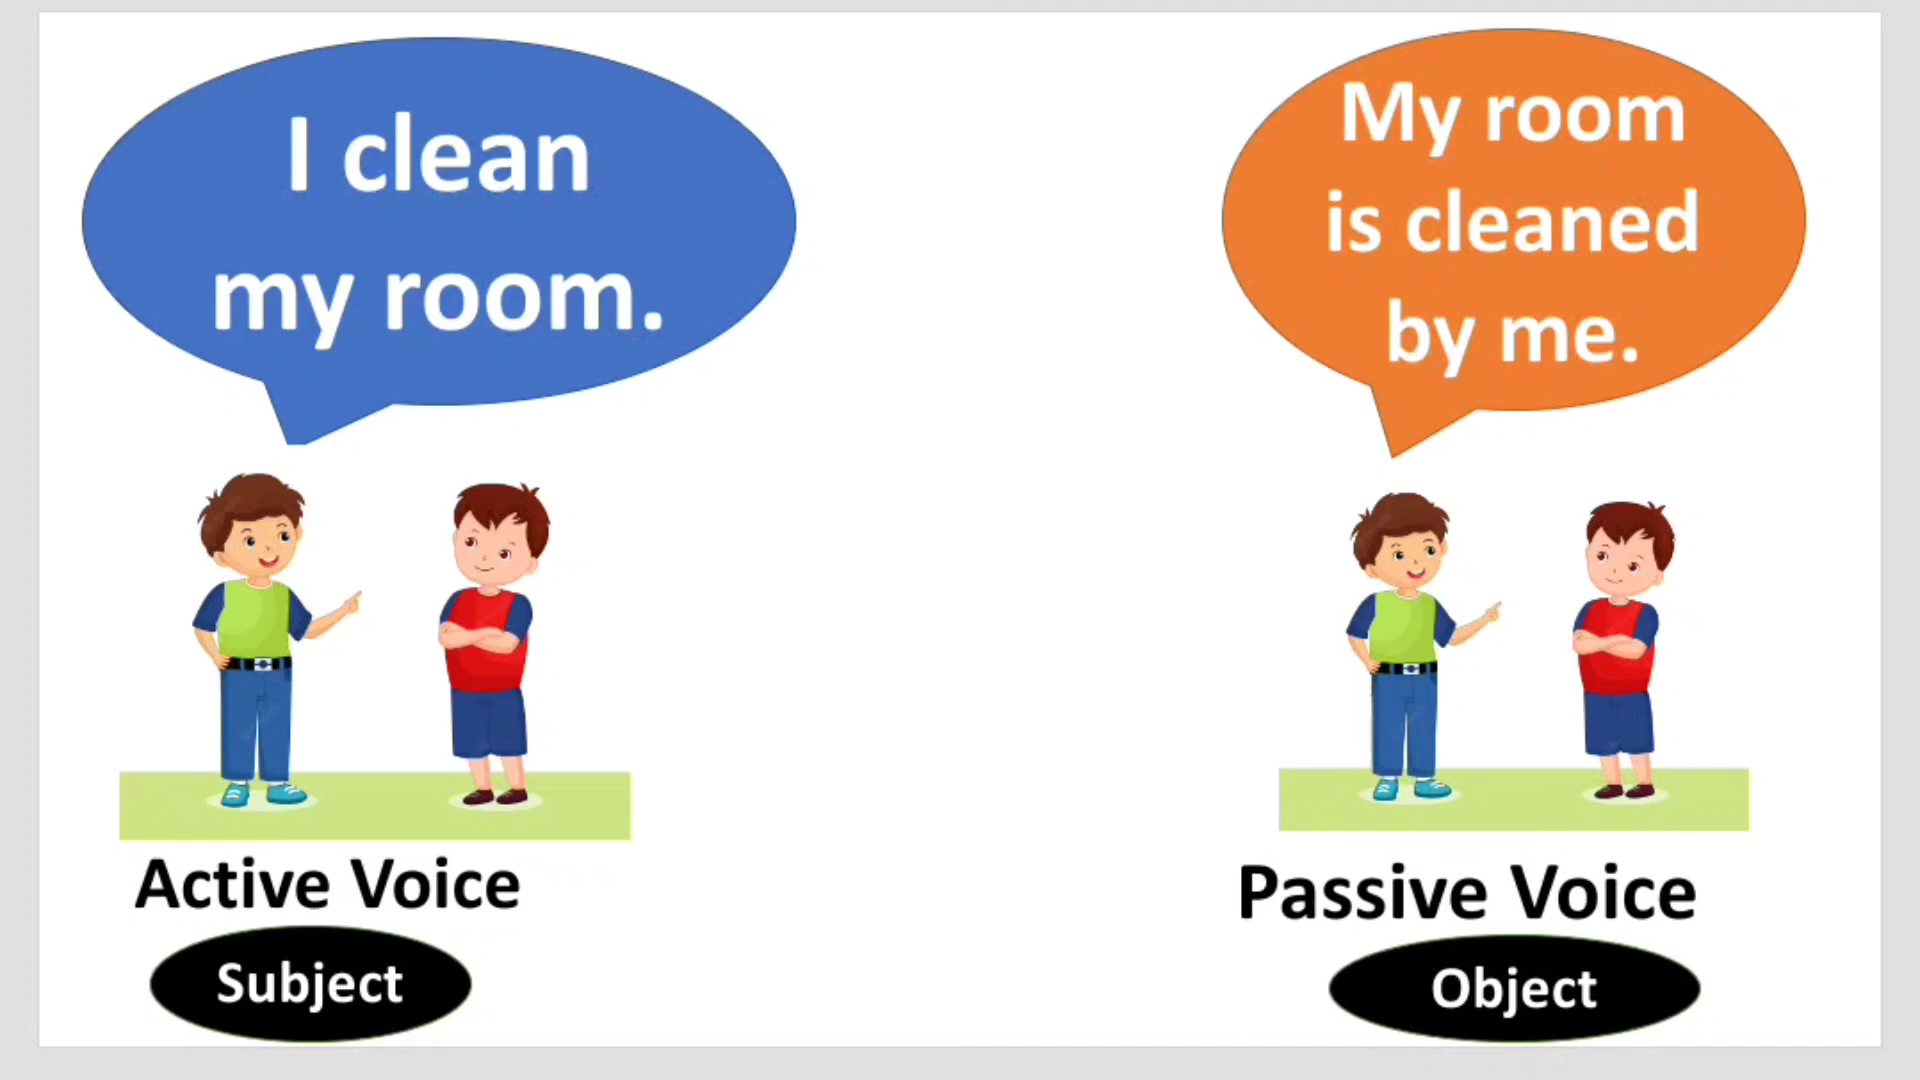 I clean
my room.
Active Voice
Subject
My room
is cleaned
by me.
Passive Voice
Object